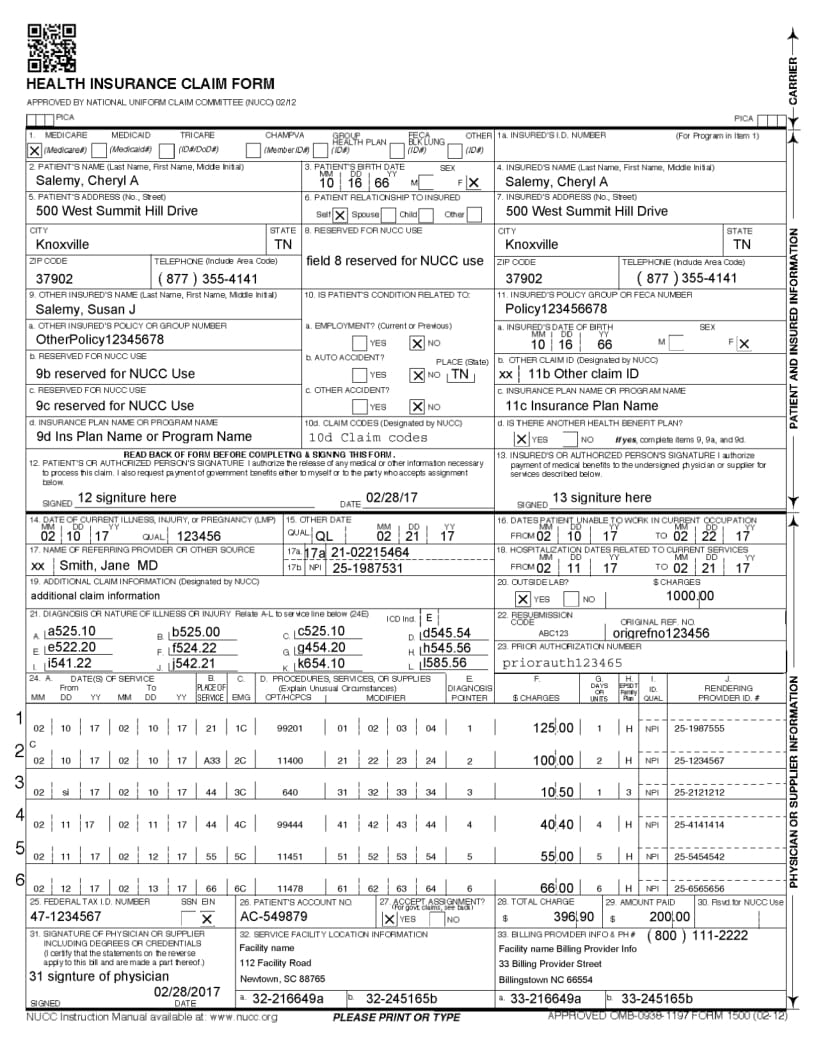 HEALTH INSURANCE CLAIM FORM
APPROVED BY NATIONAL UNIFORM CLAIM COMMITTEE (NUCC) 02/12
PICA PICA
CARRIER
1. MEDICARE MEDICAID TRICARE CHAMPVA GROUP HEALTH PLAN FECA BLK LUNG OTHER 1a. INSURED'S I.D. NUMBER (For Program in Item 1)
X (Medicare#) (Medicaid#) (ID#/DoD#) (Member ID#) (ID#) (ID#) (ID#)
2. PATIENT'S NAME (Last Name, First Name, Middle Initial) 3. PATIENT'S BIRTH DATE SEX 4. INSURED'S NAME (Last Name, First Name, Middle Initial)
MM DD YY
Salemy, Cheryl A 10 16 66 M F X Salemy, Cheryl A
5. PATIENT'S ADDRESS (No., Street) 6. PATIENT RELATIONSHIP TO INSURED 7. INSURED'S ADDRESS (No., Street)
500 West Summit Hill Drive Self X Spouse Child Other 500 West Summit Hill Drive
CITY STATE 8. RESERVED FOR NUCC USE CITY STATE
Knoxville TN Knoxville TN
ZIP CODE TELEPHONE (Include Area Code) field 8 reserved for NUCC use ZIP CODE TELEPHONE (Include Area Code)
37902 ( 877 ) 355-4141 37902 ( 877 ) 355-4141
9. OTHER INSURED'S NAME (Last Name, First Name, Middle Initial) 10. IS PATIENT'S CONDITION RELATED TO: 11. INSURED'S POLICY GROUP OR FECA NUMBER
Salemy, Susan J Policy123456678
a. OTHER INSURED'S POLICY OR GROUP NUMBER a. EMPLOYMENT? (Current or Previous) a. INSURED'S DATE OF BIRTH SEX
MM DD YY
OtherPolicy12345678 YES X NO 10 16 66 M F X
b. RESERVED FOR NUCC USE b. AUTO ACCIDENT? PLACE (State) b. OTHER CLAIM ID (Designated by NUCC)
9b reserved for NUCC Use YES X NO TN xx 11b Other claim ID
c. RESERVED FOR NUCC USE c. OTHER ACCIDENT? c. INSURANCE PLAN NAME OR PROGRAM NAME
9c reserved for NUCC Use YES X NO 11c Insurance Plan Name
d. INSURANCE PLAN NAME OR PROGRAM NAME 10d. CLAIM CODES (Designated by NUCC) d. IS THERE ANOTHER HEALTH BENEFIT PLAN?
9d Ins Plan Name or Program Name 10d Claim codes X YES NO If yes, complete items 9, 9a, and 9d.
PATIENT AND INSURED INFORMATION
READ BACK OF FORM BEFORE COMPLETING & SIGNING THIS FORM.
12. PATIENT'S OR AUTHORIZED PERSON'S SIGNATURE I authorize the release of any medical or other information necessary
to process this claim. I also request payment of government benefits either to myself or to the party who accepts assignment
below.
SIGNED 12 signiture here DATE 02/28/17
13. INSURED'S OR AUTHORIZED PERSON'S SIGNATURE I authorize
payment of medical benefits to the undersigned physician or supplier for
services described below.
SIGNED 13 signiture here
14. DATE OF CURRENT ILLNESS, INJURY, or PREGNANCY (LMP) 15. OTHER DATE 16. DATES PATIENT UNABLE TO WORK IN CURRENT OCCUPATION
MM DD YY MM DD YY MM DD YY MM DD YY
02 10 17 QUAL. 123456 QUAL. QL 02 21 17 FROM 02 10 17 TO 02 22 17
17. NAME OF REFERRING PROVIDER OR OTHER SOURCE 17a. 17a 21-02215464 18. HOSPITALIZATION DATES RELATED TO CURRENT SERVICES
MM DD YY MM DD YY
xx Smith, Jane MD 17b. NPI 25-1987531 FROM 02 11 17 TO 02 21 17
19. ADDITIONAL CLAIM INFORMATION (Designated by NUCC) 20. OUTSIDE LAB? $ CHARGES
additional claim information X YES NO 1000 00
21. DIAGNOSIS OR NATURE OF ILLNESS OR INJURY Relate A-L to service line below (24E) ICD Ind. E 22. RESUBMISSION CODE ORIGINAL REF. NO.
A. a525.10 B. b525.00 C. c525.10 D. d545.54 ABC123 origrefno123456
E. e522.20 F. f524.22 G. g454.20 H. h545.56 23. PRIOR AUTHORIZATION NUMBER
I. i541.22 J. j542.21 K. k654.10 L. l585.56 priorauth123465
24. A. DATE(S) OF SERVICE B. C. D. PROCEDURES, SERVICES, OR SUPPLIES E. F. G. H. I. J.
From To PLACE OF (Explain Unusual Circumstances) DIAGNOSIS DAYS OR UNITS EPSDT Family Plan ID. RENDERING
MM DD YY MM DD YY SERVICE EMG CPT/HCPCS MODIFIER POINTER $ CHARGES QUAL. PROVIDER ID. #
1 02 10 17 02 10 17 21 1C 99201 01 02 03 04 1 125 00 1 H NPI 25-1987555
C
2 02 10 17 02 10 17 A33 2C 11400 21 22 23 24 2 100 00 2 H NPI 25-1234567
3 02 si 17 02 10 17 44 3C 640 31 32 33 34 3 10 50 1 3 NPI 25-2121212
4 02 11 17 02 11 17 44 4C 99444 41 42 43 44 4 40 40 4 H NPI 25-4141414
5 02 11 17 02 12 17 55 5C 11451 51 52 53 54 5 55 00 5 H NPI 25-5454542
6 02 12 17 02 13 17 66 6C 11478 61 62 63 64 6 66 00 6 H NPI 25-6565656
25. FEDERAL TAX I.D. NUMBER SSN EIN 26. PATIENT'S ACCOUNT NO. 27. ACCEPT ASSIGNMENT? (For govt. claims, see back) 28. TOTAL CHARGE 29. AMOUNT PAID 30. Rsvd for NUCC Use
47-1234567 X AC-549879 X YES NO $ 396 90 $ 200 00
31. SIGNATURE OF PHYSICIAN OR SUPPLIER
INCLUDING DEGREES OR CREDENTIALS
(I certify that the statements on the reverse
apply to this bill and are made a part thereof.)
31 signture of physician
02/28/2017
SIGNED DATE
32. SERVICE FACILITY LOCATION INFORMATION
Facility name
112 Facility Road
Newtown, SC 88765
a. 32-216649a b. 32-245165b
33. BILLING PROVIDER INFO & PH # ( 800 ) 111-2222
Facility name Billing Provider Info
33 Billing Provider Street
Billingstown NC 66554
a. 33-216649a b. 33-245165b
PHYSICIAN OR SUPPLIER INFORMATION
NUCC Instruction Manual available at: www.nucc.org PLEASE PRINT OR TYPE APPROVED OMB-0938-1197 FORM 1500 (02-12)